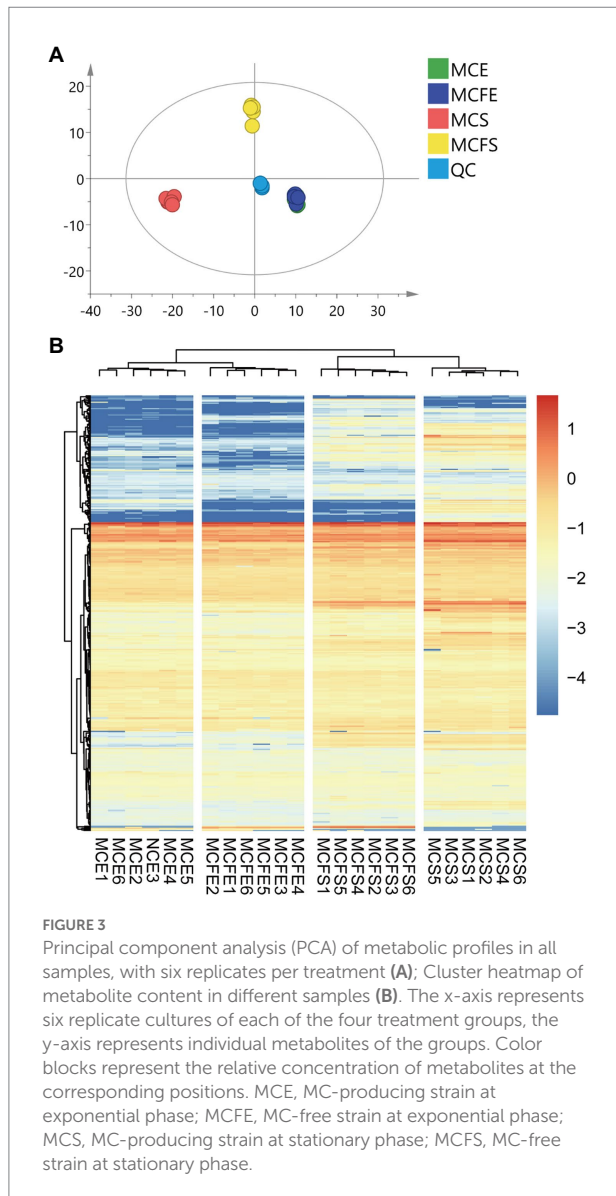 A
MCE
MCFE
MCS
MCFS
QC
20
10
0
-10
-20
-40 -30 -20 -10 0 10 20 30
B
1
0
−1
−2
−3
−4
MCE1 MCE6 MCE2 NCE3 MCE4 MCE5 MCFE2 MCFE1 MCFE6 MCFE5 MCFE3 MCFE4 MCFS1 MCFS5 MCFS4 MCFS2 MCFS3 MCFS6 MCS5 MCS3 MCS1 MCS2 MCS4 MCS6
FIGURE 3
Principal component analysis (PCA) of metabolic profiles in all
samples, with six replicates per treatment (A); Cluster heatmap of
metabolite content in different samples (B). The x-axis represents
six replicate cultures of each of the four treatment groups, the
y-axis represents individual metabolites of the groups. Color
blocks represent the relative concentration of metabolites at the
corresponding positions. MCE, MC-producing strain at
exponential phase; MCFE, MC-free strain at exponential phase;
MCS, MC-producing strain at stationary phase; MCFS, MC-free
strain at stationary phase.